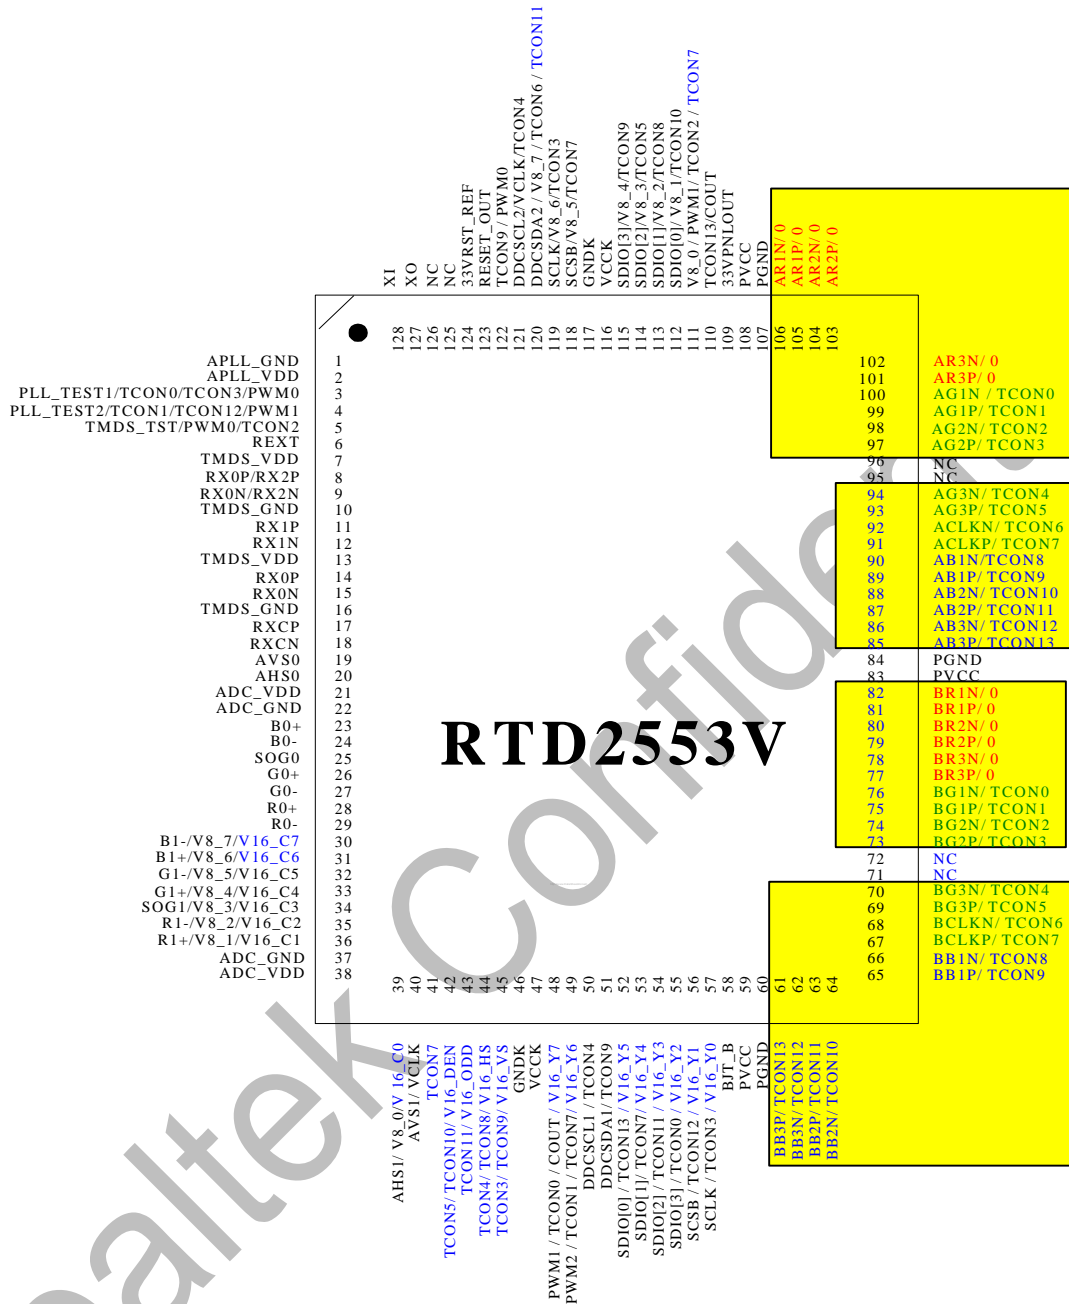 XI
XO
NC
NC
33VRST_REF
RESET_OUT
TCON9 / PWM0
DDCSCL2/VCLK/TCON4
DDCSDA2 / V8_7 / TCON6 / TCON11
SCLK/V8_6/TCON3
SCSB/V8_5/TCON7
GNDK
VCCK
SDIO[3]/V8_4/TCON9
SDIO[2]/V8_3/TCON5
SDIO[1]/V8_2/TCON8
SDIO[0]/ V8_1/TCON10
V8_0 / PWM1/ TCON2 / TCON7
TCON13/COUT
33VPNLOUT
PVCC
PGND
AR1N/ 0
AR1P/ 0
AR2N/ 0
AR2P/ 0
128
127
126
125
124
123
122
121
120
119
118
117
116
115
114
113
112
111
110
109
108
107
106
105
104
103
APLL_GND 1
APLL_VDD 2
PLL_TEST1/TCON0/TCON3/PWM0 3
PLL_TEST2/TCON1/TCON12/PWM1 4
TMDS_TST/PWM0/TCON2 5
REXT 6
TMDS_VDD 7
RX0P/RX2P 8
RX0N/RX2N 9
TMDS_GND 10
RX1P 11
RX1N 12
TMDS_VDD 13
RX0P 14
RX0N 15
TMDS_GND 16
RXCP 17
RXCN 18
AVS0 19
AHS0 20
ADC_VDD 21
ADC_GND 22
B0+ 23
B0- 24
SOG0 25
G0+ 26
G0- 27
R0+ 28
R0- 29
B1-/V8_7/V16_C7 30
B1+/V8_6/V16_C6 31
G1-/V8_5/V16_C5 32
G1+/V8_4/V16_C4 33
SOG1/V8_3/V16_C3 34
R1-/V8_2/V16_C2 35
R1+/V8_1/V16_C1 36
ADC_GND 37
ADC_VDD 38
RTD2553V
102 AR3N/ 0
101 AR3P/ 0
100 AG1N / TCON0
99 AG1P/ TCON1
98 AG2N/ TCON2
97 AG2P/ TCON3
96 NC
95 NC
94 AG3N/ TCON4
93 AG3P/ TCON5
92 ACLKN/ TCON6
91 ACLKP/ TCON7
90 AB1N/TCON8
89 AB1P/ TCON9
88 AB2N/ TCON10
87 AB2P/ TCON11
86 AB3N/ TCON12
85 AB3P/ TCON13
84 PGND
83 PVCC
82 BR1N/ 0
81 BR1P/ 0
80 BR2N/ 0
79 BR2P/ 0
78 BR3N/ 0
77 BR3P/ 0
76 BG1N/ TCON0
75 BG1P/ TCON1
74 BG2N/ TCON2
73 BG2P/ TCON3
72 NC
71 NC
70 BG3N/ TCON4
69 BG3P/ TCON5
68 BCLKN/ TCON6
67 BCLKP/ TCON7
66 BB1N/ TCON8
65 BB1P/ TCON9
39
40
41
42
43
44
45
46
47
48
49
50
51
52
53
54
55
56
57
58
59
60
61
62
63
64
AHS1/ V8_0/V16_C0
AVS1/ VCLK
TCON7
TCON5/ TCON10/ V16_DEN
TCON11/ V16_ODD
TCON4/ TCON8/ V16_HS
TCON3/ TCON9/ V16_VS
GNDK
VCCK
PWM1 / TCON0 / COUT / V16_Y7
PWM2 / TCON1 / TCON7/ V16_Y6
DDCSCL1 / TCON4
DDCSDA1/ TCON9
SDIO[0] / TCON13 / V16_Y5
SDIO[1]/ TCON7/ V16_Y4
SDIO[2] / TCON11 / V16_Y3
SDIO[3] / TCON0 / V16_Y2
SCSB / TCON12 / V16_Y1
SCLK / TCON3 / V16_Y0
BJT_B
PVCC
PGND
BB3P/ TCON13
BB3N/ TCON12
BB2P/ TCON11
BB2N/ TCON10